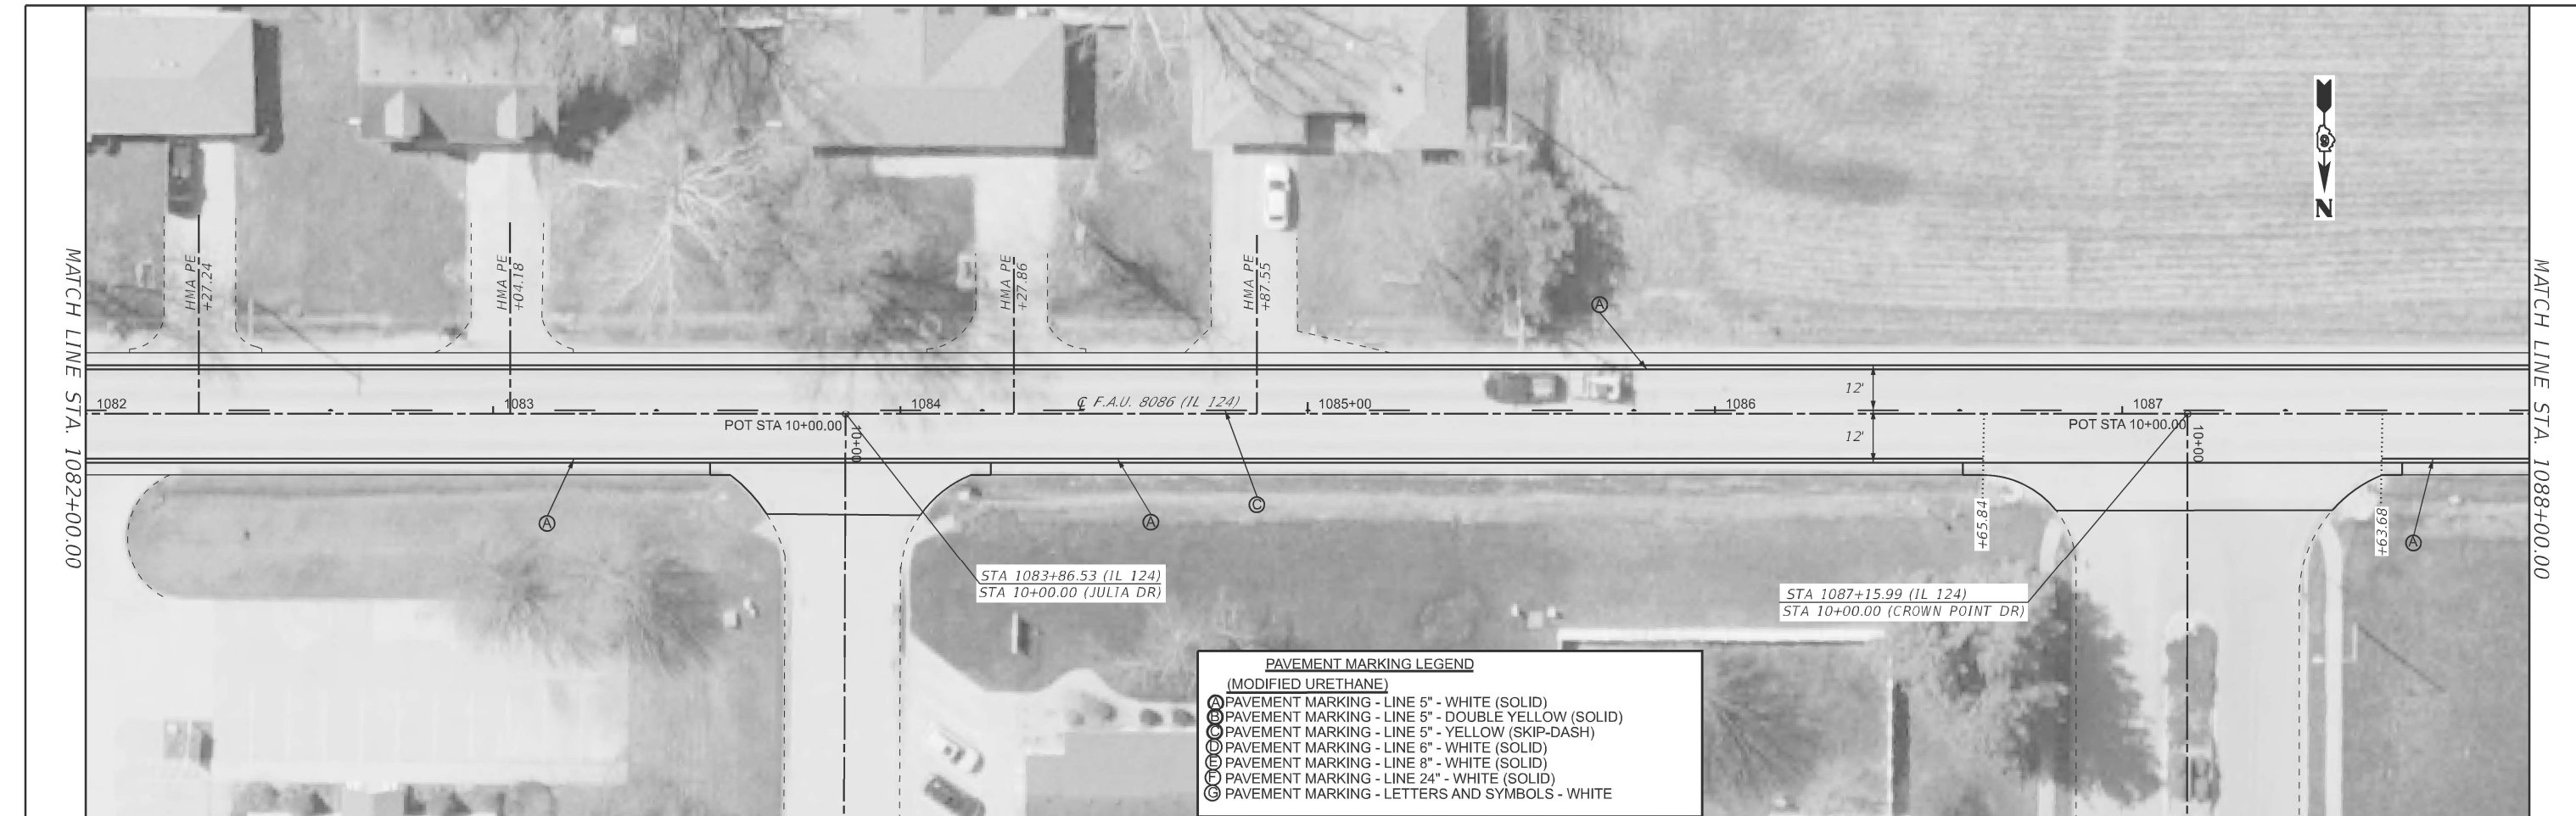 MATCH LINE STA. 1082+00.00
HMA PE
+27.24
HMA PE
+04.18
HMA PE
+27.86
HMA PE
+87.55
A
N
MATCH LINE STA. 1088+00.00
1082
1083
1084
℄ F.A.U. 8086 (IL 124)
1085+00
1086
1087
12'
12'
POT STA 10+00.00
10+00
POT STA 10+00.00
10+00
A
A
C
+65.84
+63.68
A
STA 1083+86.53 (IL 124)
STA 10+00.00 (JULIA DR)
STA 1087+15.99 (IL 124)
STA 10+00.00 (CROWN POINT DR)
PAVEMENT MARKING LEGEND
(MODIFIED URETHANE)
A PAVEMENT MARKING - LINE 5" - WHITE (SOLID)
B PAVEMENT MARKING - LINE 5" - DOUBLE YELLOW (SOLID)
C PAVEMENT MARKING - LINE 5" - YELLOW (SKIP-DASH)
D PAVEMENT MARKING - LINE 6" - WHITE (SOLID)
E PAVEMENT MARKING - LINE 8" - WHITE (SOLID)
F PAVEMENT MARKING - LINE 24" - WHITE (SOLID)
G PAVEMENT MARKING - LETTERS AND SYMBOLS - WHITE